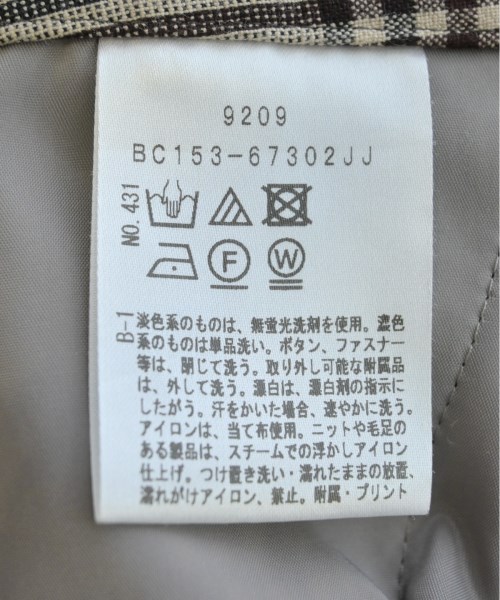 9209
BC153-67302JJ
NO.431
F W
B-1
淡色系のものは、無蛍光洗剤を使用。濃色
系のものは単品洗い。ボタン、ファスナー
等は、閉じて洗う。取り外し可能な附属品
は、外して洗う。漂白は、漂白剤の指示に
したがう。汗をかいた場合、速やかに洗う。
アイロンは、当て布使用。ニットや毛足の
ある製品は、スチームでの浮かしアイロン
仕上げ。つけ置き洗い・濡れたままの放置、
濡れがけアイロン、禁止。附属・プリント